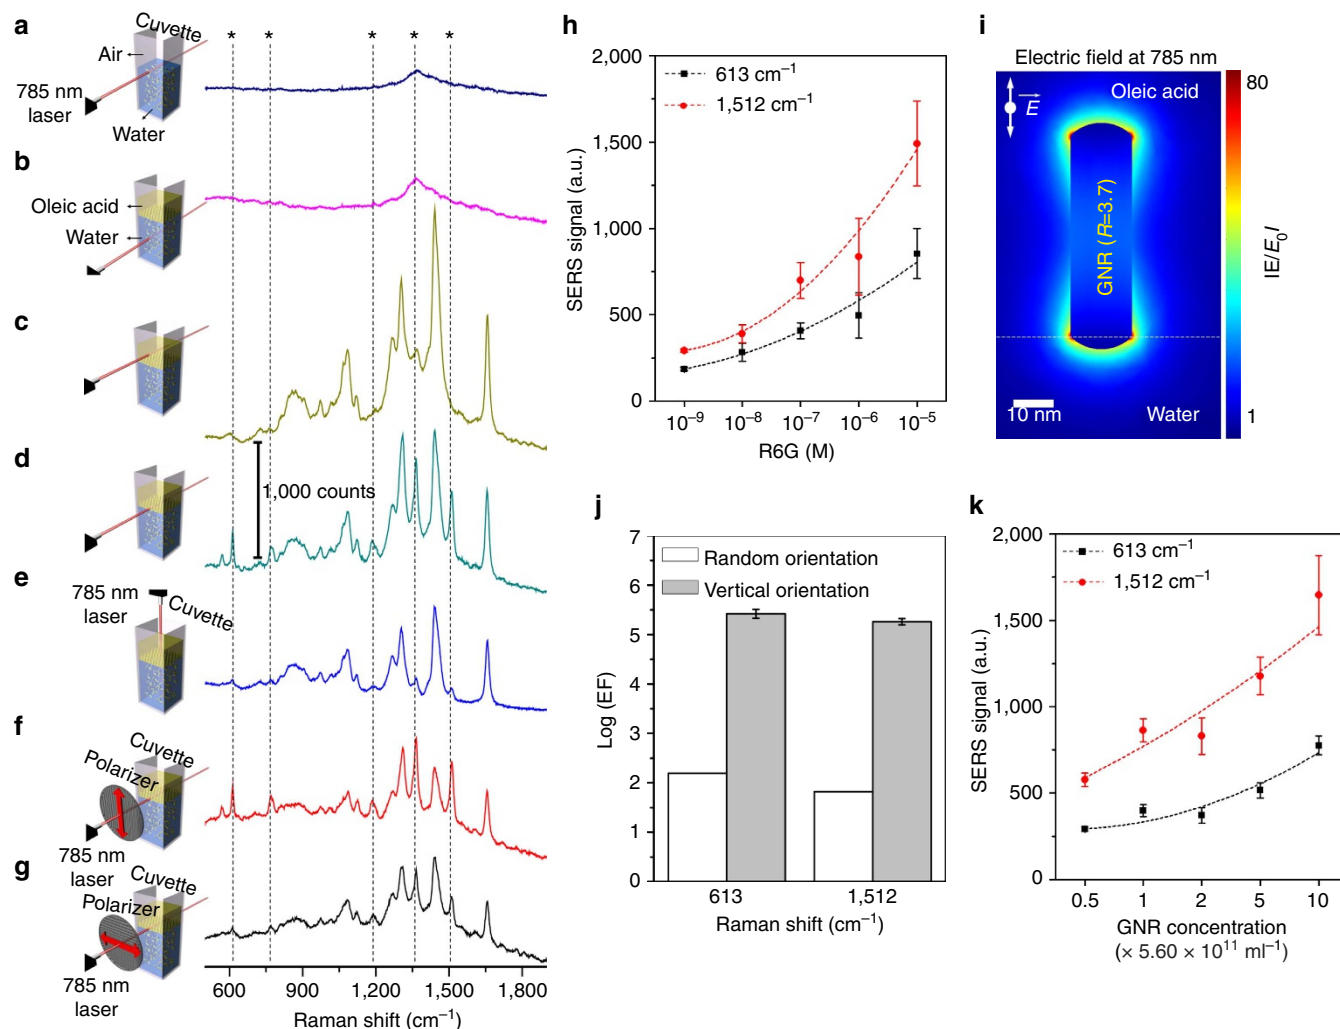 a
Cuvette
Air
785 nm
laser
Water
* * * * *
b
Oleic acid
Water
c
d
1,000 counts
e
785 nm
laser
Cuvette
f
Cuvette
Polarizer
785 nm
laser
g
Cuvette
Polarizer
785 nm
laser
600 900 1,200 1,500 1,800
Raman shift (cm⁻¹)
h
2,000
1,500
1,000
500
0
SERS signal (a.u.)
613 cm⁻¹
1,512 cm⁻¹
10⁻⁹ 10⁻⁸ 10⁻⁷ 10⁻⁶ 10⁻⁵
R6G (M)
i
Electric field at 785 nm
E
Oleic acid
GNR (R=3.7)
10 nm
Water
80
1
IE/E₀I
j
7
6
5
4
3
2
1
0
Log (EF)
Random orientation
Vertical orientation
613 1,512
Raman shift (cm⁻¹)
k
2,000
1,500
1,000
500
0
SERS signal (a.u.)
613 cm⁻¹
1,512 cm⁻¹
0.5 1 2 5 10
GNR concentration
(× 5.60 × 10¹¹ ml⁻¹)